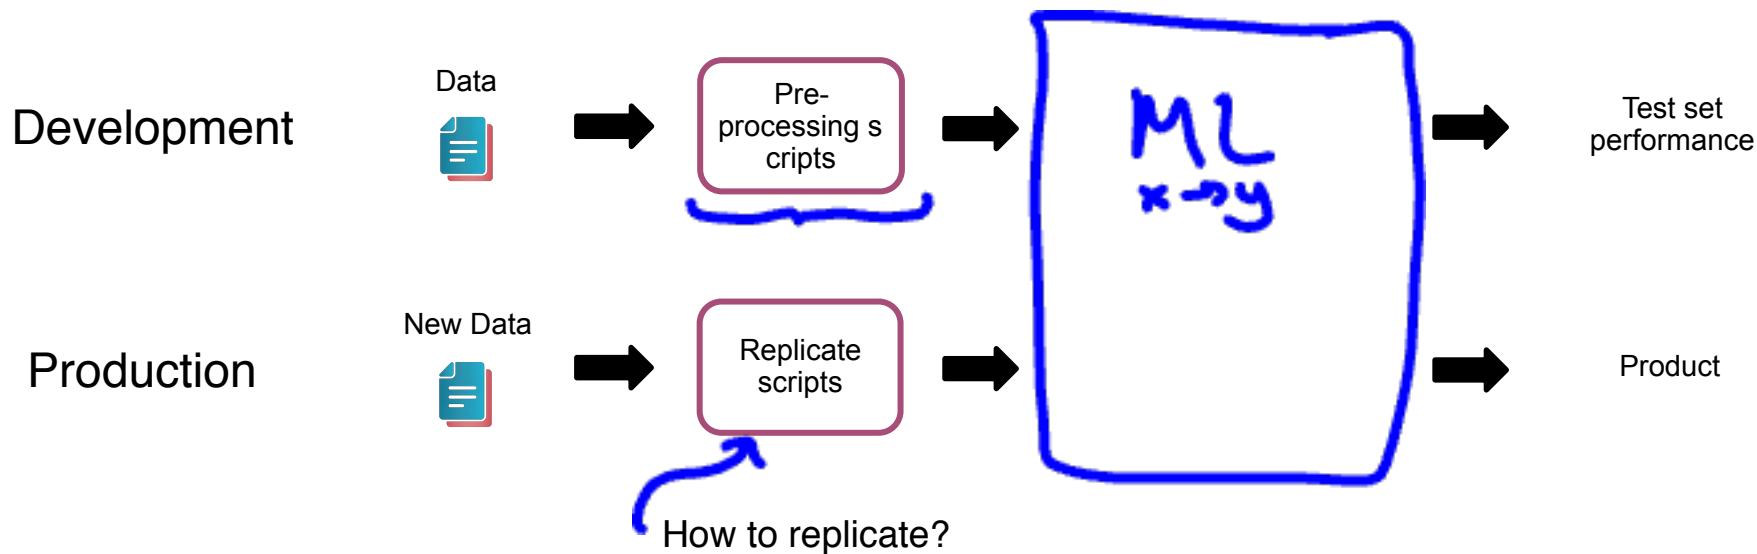 Development
Data
Pre-
processing s
cripts
ML
x→y
Test set
performance
Production
New Data
Replicate
scripts
Product
How to replicate?